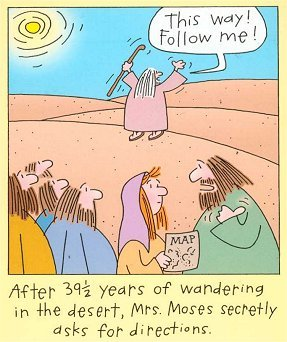 This way!
Follow me!
MAP
After 39½ years of wandering
in the desert, Mrs. Moses secretly
asks for directions.